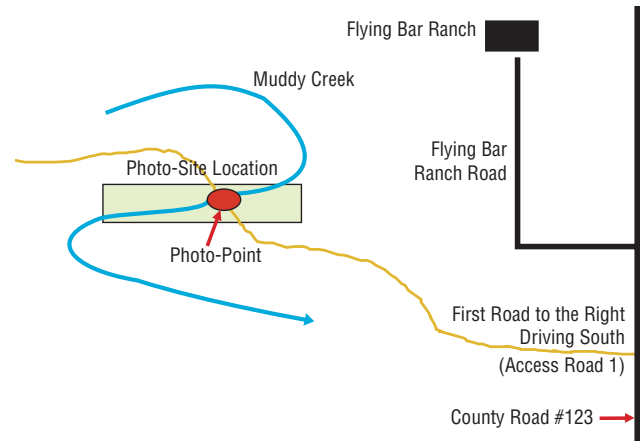 Flying Bar Ranch
Muddy Creek
Flying Bar
Ranch Road
Photo-Site Location
Photo-Point
First Road to the Right
Driving South
(Access Road 1)
County Road #123